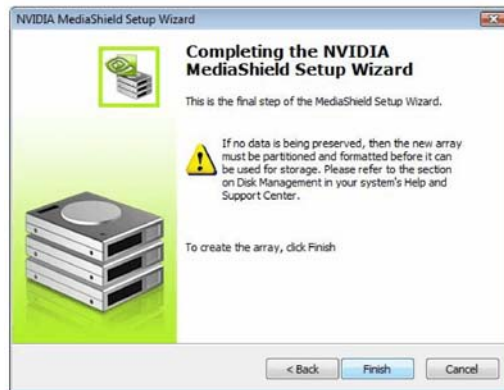 NVIDIA MediaShield Setup Wizard
Completing the NVIDIA
MediaShield Setup Wizard
This is the final step of the MediaShield Setup Wizard.
If no data is being preserved, then the new array
must be partitioned and formatted before it can
be used for storage. Please refer to the section
on Disk Management in your system's Help and
Support Center.
To create the array, click Finish
< Back
Finish
Cancel